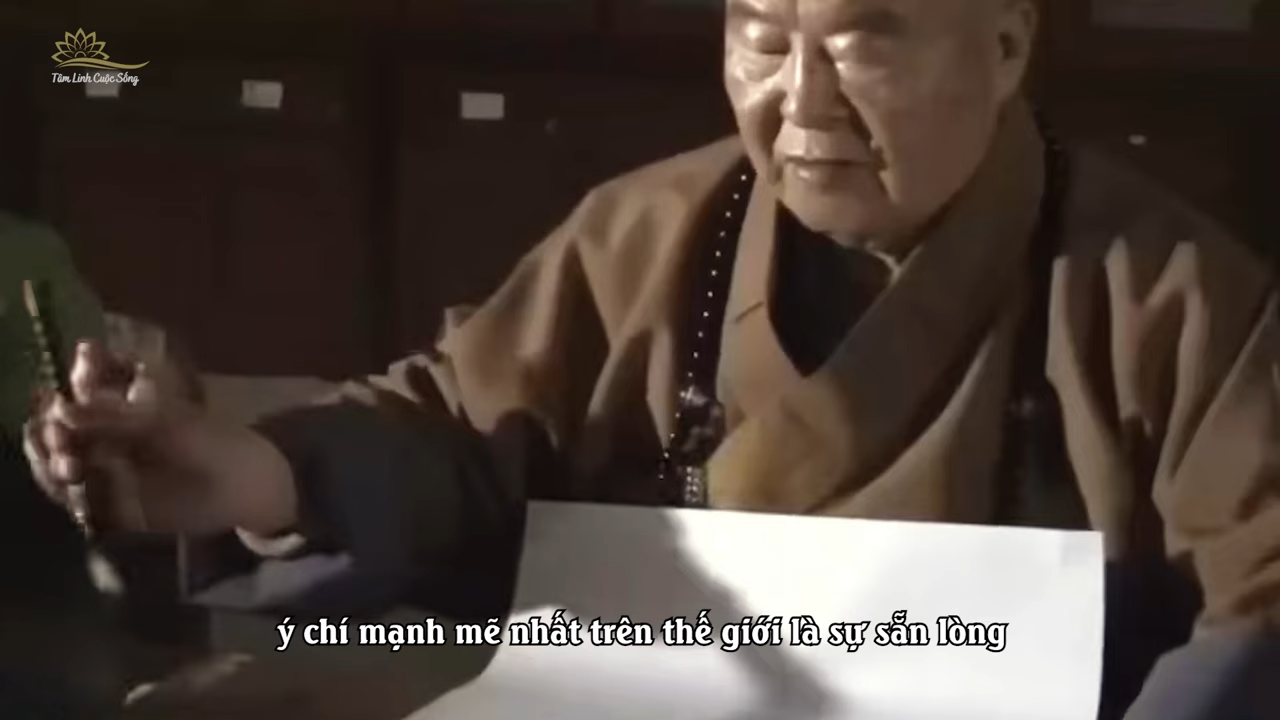 Tâm Linh Cuộc Sống
ý chí mạnh mẽ nhất trên thế giới là sự sẵn lòng